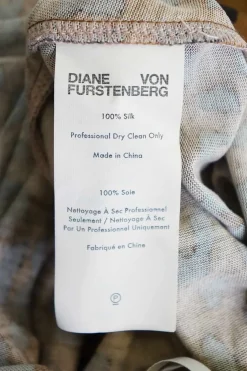 DIANE VON
FURSTENBERG
100% Silk
Professional Dry Clean Only
Made in China
100% Soie
Nettoyage À Sec Professionnel
Seulement / Nettoyage À Sec
Par Un Professionnel Uniquement
Fabriqué en Chine
P